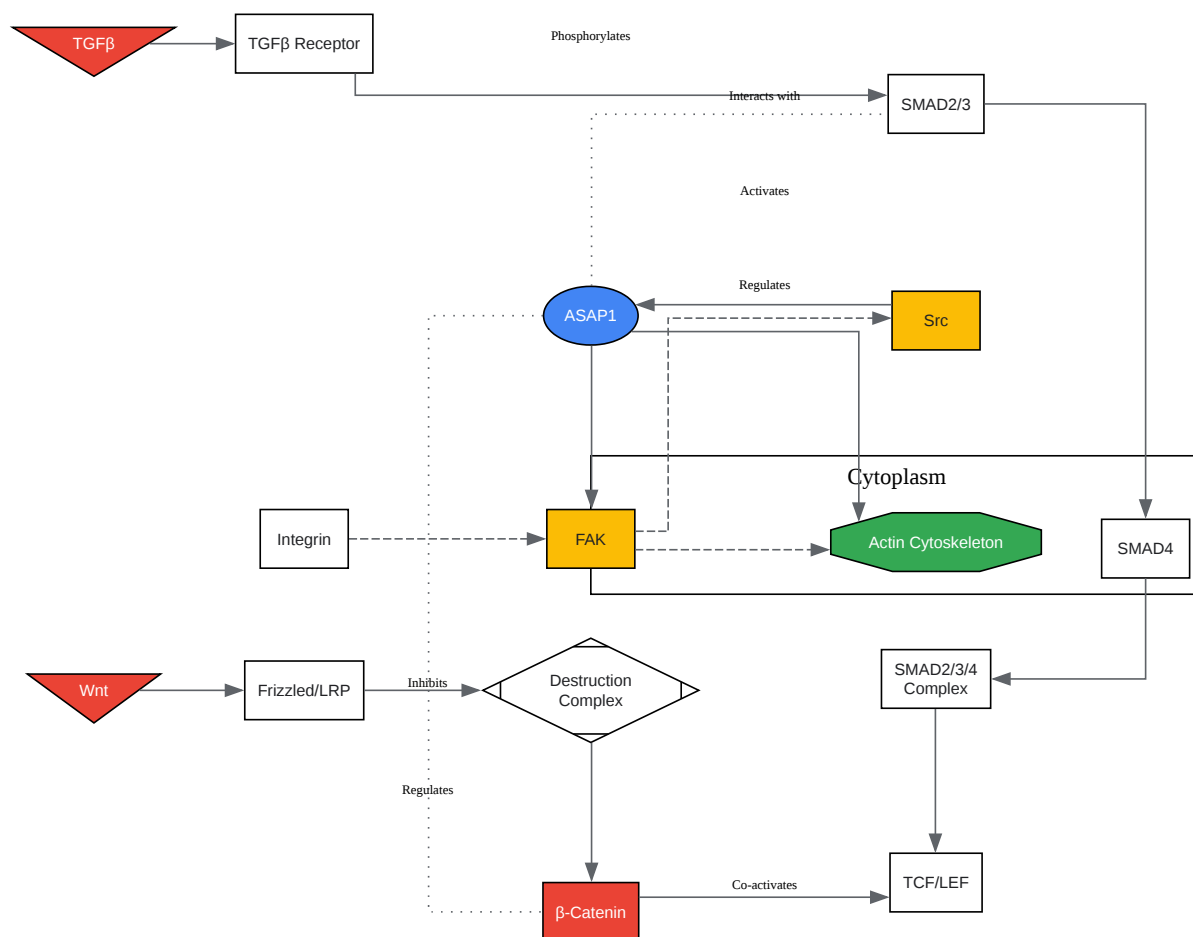 Phosphorylates
TGFβ
TGFβ Receptor
Interacts with
SMAD2/3
Activates
Regulates
ASAP1
Src
Cytoplasm
Integrin
FAK
Actin Cytoskeleton
SMAD4
Wnt
Frizzled/LRP
Inhibits
Destruction
Complex
SMAD2/3/4
Complex
Regulates
Co-activates
TCF/LEF
β-Catenin